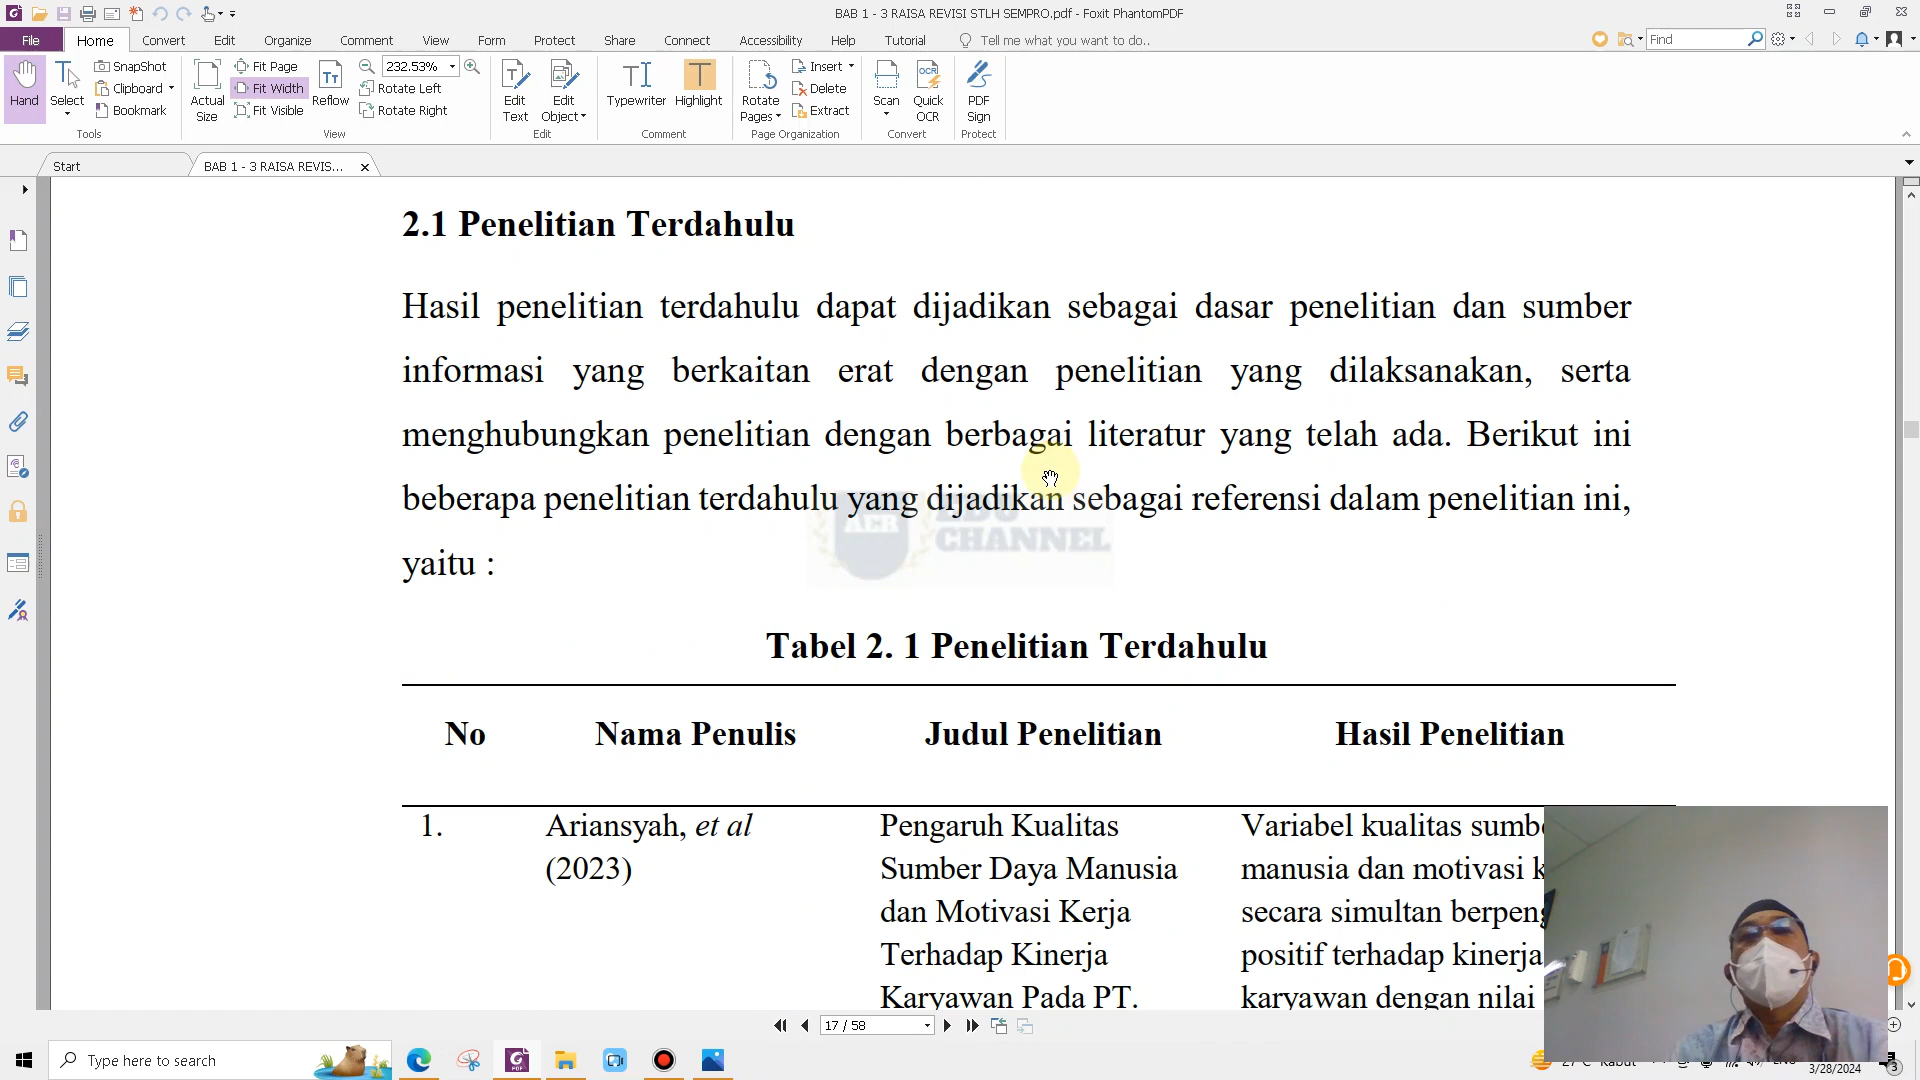 BAB 1 - 3 RAISA REVISI STLH SEMPRO.pdf - Foxit PhantomPDF
File Home Convert Edit Organize Comment View Form Protect Share Connect Accessibility Help Tutorial Tell me what you want to do.. Find
Hand Select SnapShot Clipboard Bookmark
Actual Size Fit Page Fit Width Fit Visible Reflow 232.53% Rotate Left Rotate Right
Edit Text Edit Object Typewriter Highlight Rotate Pages Insert Delete Extract
Scan Quick OCR PDF Sign
Tools View Edit Comment Page Organization Convert Protect
Start BAB 1 - 3 RAISA REVIS...
2.1 Penelitian Terdahulu
Hasil penelitian terdahulu dapat dijadikan sebagai dasar penelitian dan sumber
informasi yang berkaitan erat dengan penelitian yang dilaksanakan, serta
menghubungkan penelitian dengan berbagai literatur yang telah ada. Berikut ini
beberapa penelitian terdahulu yang dijadikan sebagai referensi dalam penelitian ini,
yaitu :
AER EDU
CHANNEL
Tabel 2. 1 Penelitian Terdahulu
No Nama Penulis Judul Penelitian Hasil Penelitian
1. Ariansyah, et al Pengaruh Kualitas Variabel kualitas
(2023) Sumber Daya Manusia manusia dan motivasi
dan Motivasi Kerja secara simultan
Terhadap Kinerja positif terhadap kinerja
Karyawan Pada PT. karyawan dengan nilai
17 / 58
Type here to search
3/28/2024 3